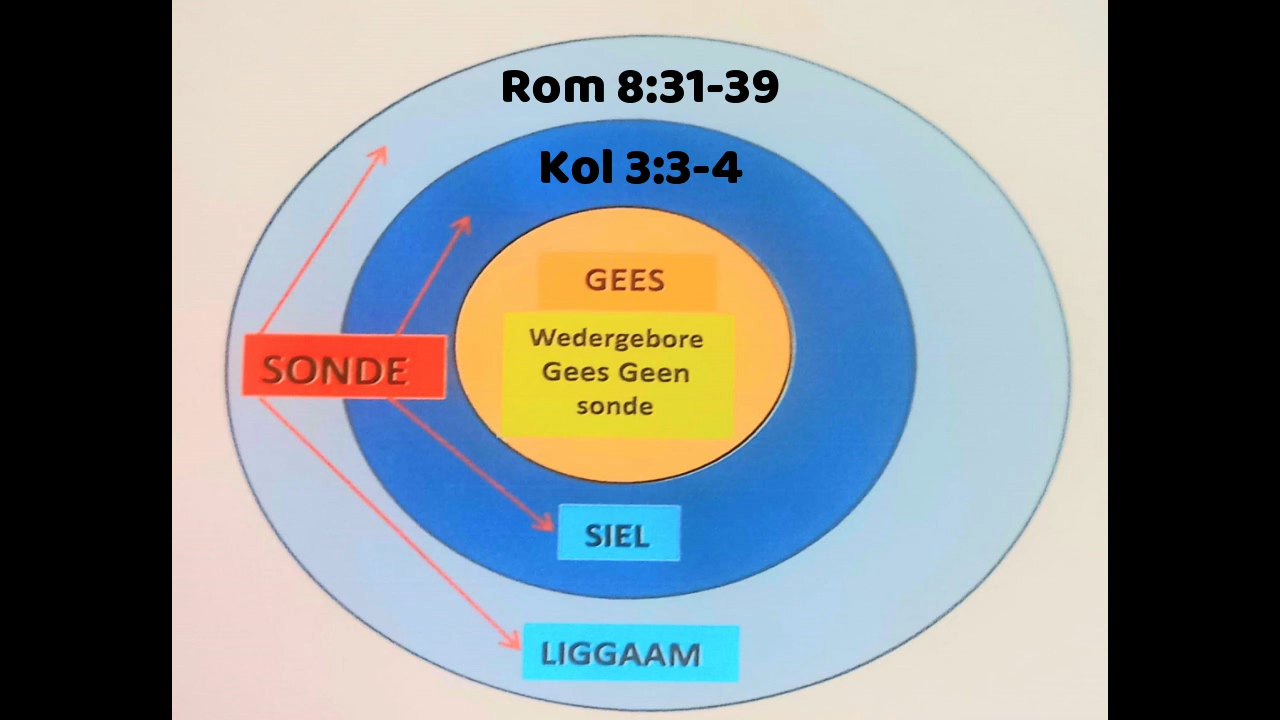 Rom 8:31-39
Kol 3:3-4
GEES
Wedergebore
Gees Geen
sonde
SONDE
SIEL
LIGGAAM